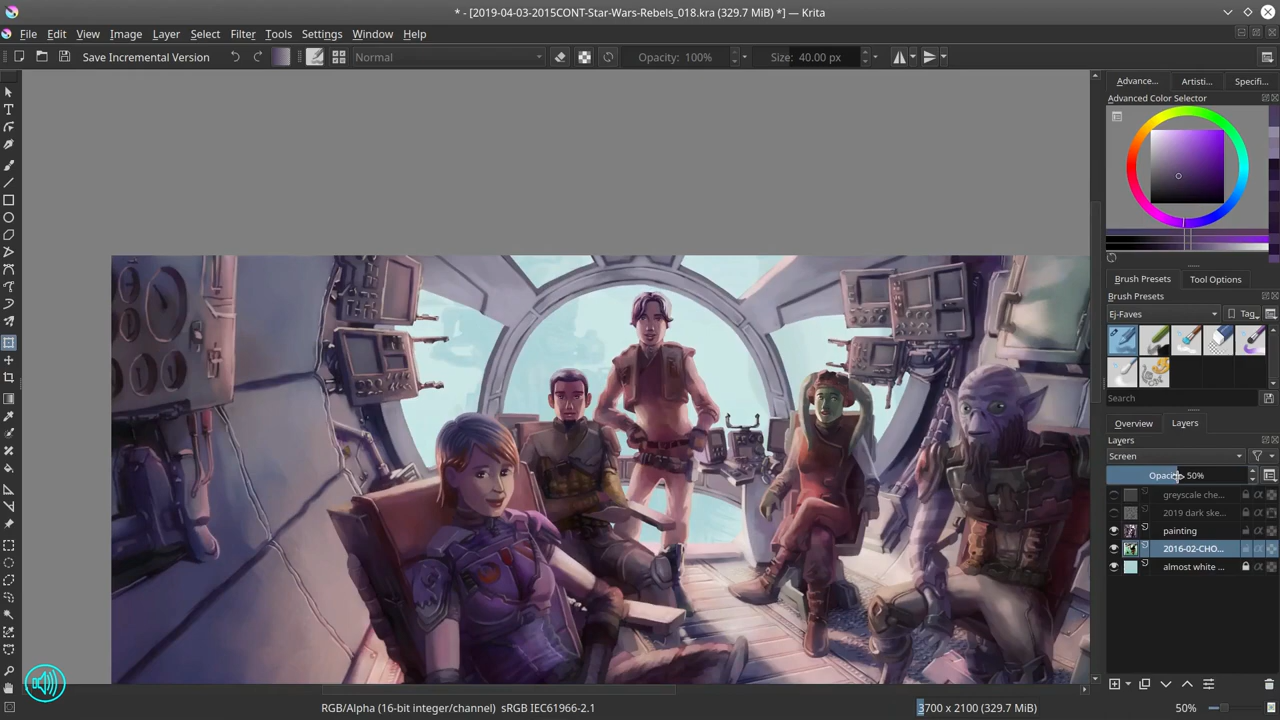 * - [2019-04-03-2015CONT-Star-Wars-Rebels_018.kra (329.7 MiB) *] — Krita
File Edit View Image Layer Select Filter Tools Settings Window Help
Save Incremental Version Normal Opacity: 100% Size: 40.00 px
Advance... Artisti... Specifi...
Advanced Color Selector
Brush Presets Tool Options
Brush Presets
Ej-Faves Tag
Search
Overview Layers
Layers
Screen
Opacity: 50%
greyscale che...
2019 dark ske...
painting
2016-02-CHO...
almost white ...
RGB/Alpha (16-bit integer/channel) sRGB IEC61966-2.1 3700 x 2100 (329.7 MiB) 50%